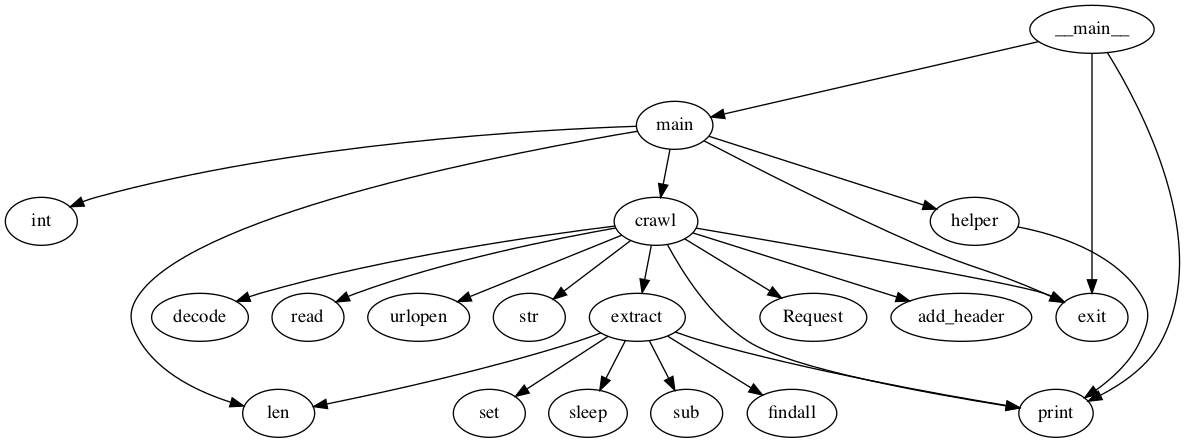 __main__
main
int
crawl
helper
decode
read
urlopen
str
extract
Request
add_header
exit
len
set
sleep
sub
findall
print